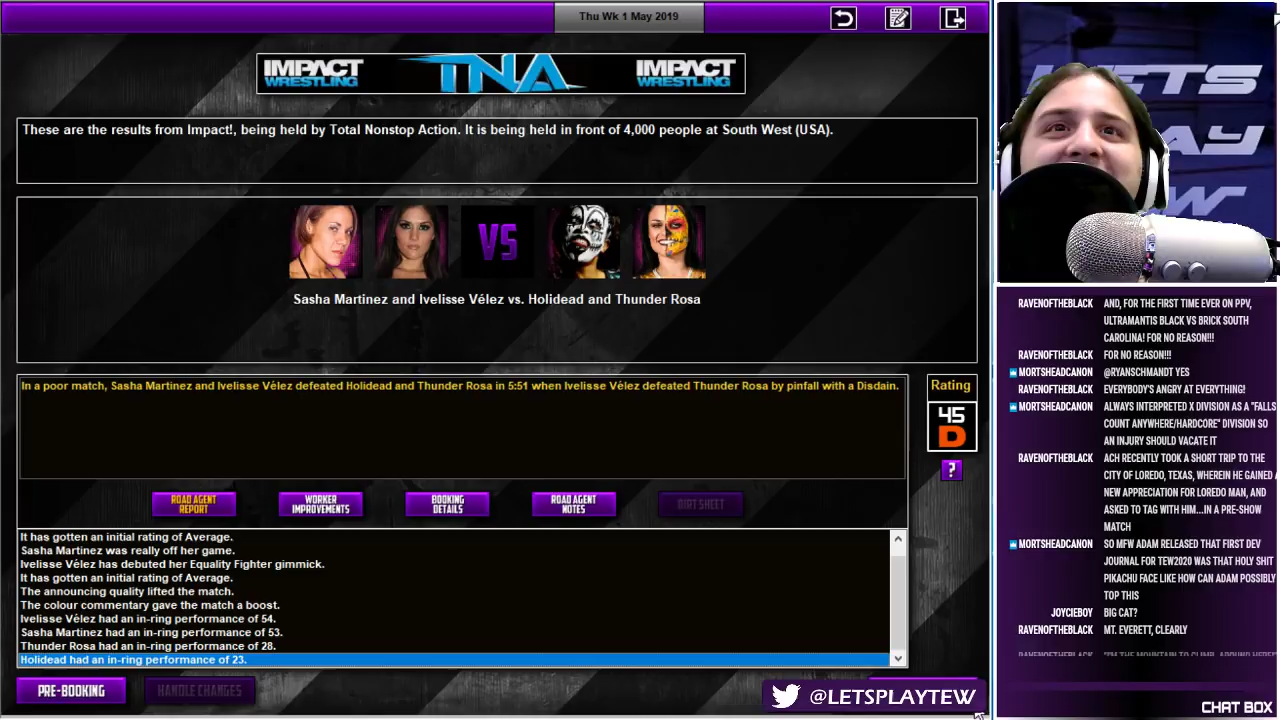 Thu Wk 1 May 2019
IMPACT WRESTLING TNA IMPACT WRESTLING
These are the results from Impact!, being held by Total Nonstop Action. It is being held in front of 4,000 people at South West (USA).
VS
Sasha Martinez and Ivelisse Vélez vs. Holidead and Thunder Rosa
In a poor match, Sasha Martinez and Ivelisse Vélez defeated Holidead and Thunder Rosa in 5:51 when Ivelisse Vélez defeated Thunder Rosa by pinfall with a Disdain.
Rating
45
D
?
ROAD AGENT REPORT
WORKER IMPROVEMENTS
BOOKING DETAILS
ROAD AGENT NOTES
DIRT SHEET
It has gotten an initial rating of Average.
Sasha Martinez was really off her game.
Ivelisse Vélez has debuted her Equality Fighter gimmick.
It has gotten an initial rating of Average.
The announcing quality lifted the match.
The colour commentary gave the match a boost.
Ivelisse Vélez had an in-ring performance of 54.
Sasha Martinez had an in-ring performance of 53.
Thunder Rosa had an in-ring performance of 28.
Holidead had an in-ring performance of 23.
PRE-BOOKING
HANDLE CHANGES
@LETSPLAYTEW
LETS
RAVENOFTHEBLACK AND, FOR THE FIRST TIME EVER ON PPV,
ULTRAMANTIS BLACK VS BRICK SOUTH
CAROLINA! FOR NO REASON!!!
RAVENOFTHEBLACK FOR NO REASON!!!
MORTSHEADCANON @RYANSCHMANDT YES
RAVENOFTHEBLACK EVERYBODY'S ANGRY AT EVERYTHING!
MORTSHEADCANON ALWAYS INTERPRETED X DIVISION AS A "FALLS
COUNT ANYWHERE/HARDCORE" DIVISION SO
AN INJURY SHOULD VACATE IT
RAVENOFTHEBLACK ACH RECENTLY TOOK A SHORT TRIP TO THE
CITY OF LOREDO, TEXAS, WHEREIN HE GAINED A
NEW APPRECIATION FOR LOREDO MAN, AND
ASKED TO TAG WITH HIM...IN A PRE-SHOW
MATCH
MORTSHEADCANON SO MFW ADAM RELEASED THAT FIRST DEV
JOURNAL FOR TEW2020 WAS THAT HOLY SHIT
PIKACHU FACE LIKE HOW CAN ADAM POSSIBLY
TOP THIS
JOYCIEBOY BIG CAT?
RAVENOFTHEBLACK MT. EVERETT, CLEARLY
CHAT BOX